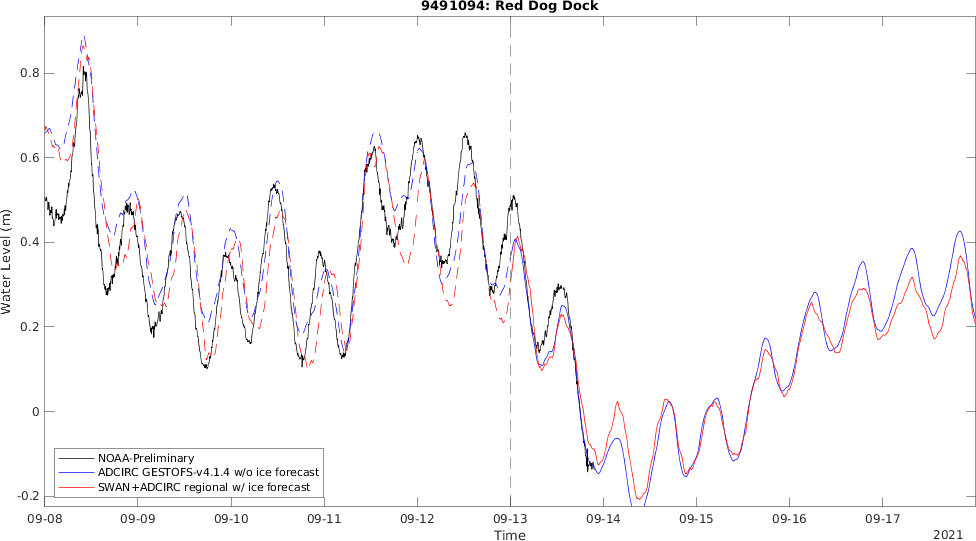 9491094: Red Dog Dock
Water Level (m)
0.8
0.6
0.4
0.2
0
-0.2
NOAA-Preliminary
ADCIRC GESTOFS-v4.1.4 w/o ice forecast
SWAN+ADCIRC regional w/ ice forecast
09-08 09-09 09-10 09-11 09-12 09-13 09-14 09-15 09-16 09-17
Time
2021